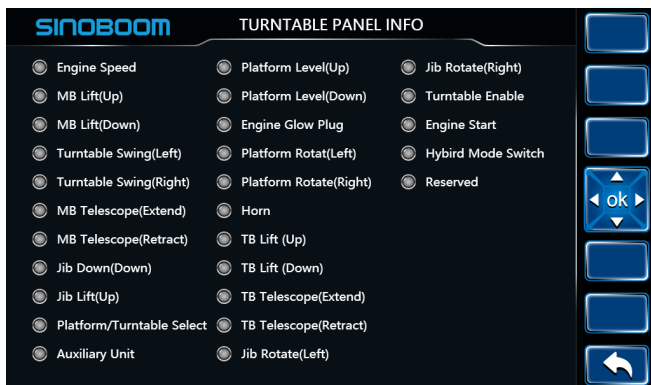 SINOBOOM
TURNTABLE PANEL INFO
Engine Speed
MB Lift(Up)
MB Lift(Down)
Turntable Swing(Left)
Turntable Swing(Right)
MB Telescope(Extend)
MB Telescope(Retract)
Jib Down(Down)
Jib Lift(Up)
Platform/Turntable Select
Auxiliary Unit
Platform Level(Up)
Platform Level(Down)
Engine Glow Plug
Platform Rotat(Left)
Platform Rotate(Right)
Horn
TB Lift (Up)
TB Lift (Down)
TB Telescope(Extend)
TB Telescope(Retract)
Jib Rotate(Left)
Jib Rotate(Right)
Turntable Enable
Engine Start
Hybird Mode Switch
Reserved
ok